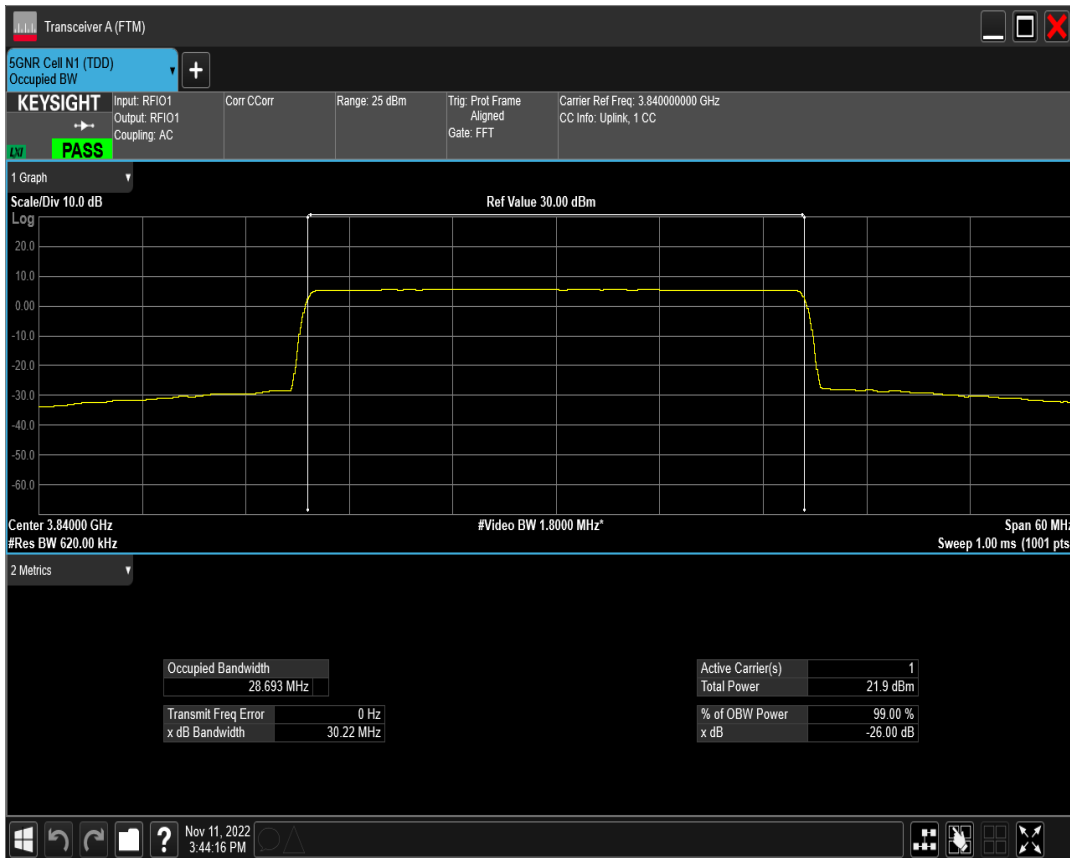 Transceiver A (FTM)
5GNR Cell N1 (TDD)
Occupied BW
+
KEYSIGHT
LXI
PASS
Input: RFIO1
Output: RFIO1
Coupling: AC
Corr CCorr
Range: 25 dBm
Trig: Prot Frame
Aligned
Gate: FFT
Carrier Ref Freq: 3.840000000 GHz
CC Info: Uplink, 1 CC
1 Graph
Scale/Div 10.0 dB
Ref Value 30.00 dBm
Log
20.0
10.0
0.00
-10.0
-20.0
-30.0
-40.0
-50.0
-60.0
Center 3.84000 GHz
#Video BW 1.8000 MHz*
Span 60 MHz
#Res BW 620.00 kHz
Sweep 1.00 ms (1001 pts
2 Metrics
Occupied Bandwidth
28.693 MHz
Transmit Freq Error 0 Hz
x dB Bandwidth 30.22 MHz
Active Carrier(s) 1
Total Power 21.9 dBm
% of OBW Power 99.00 %
x dB -26.00 dB
?
Nov 11, 2022
3:44:16 PM